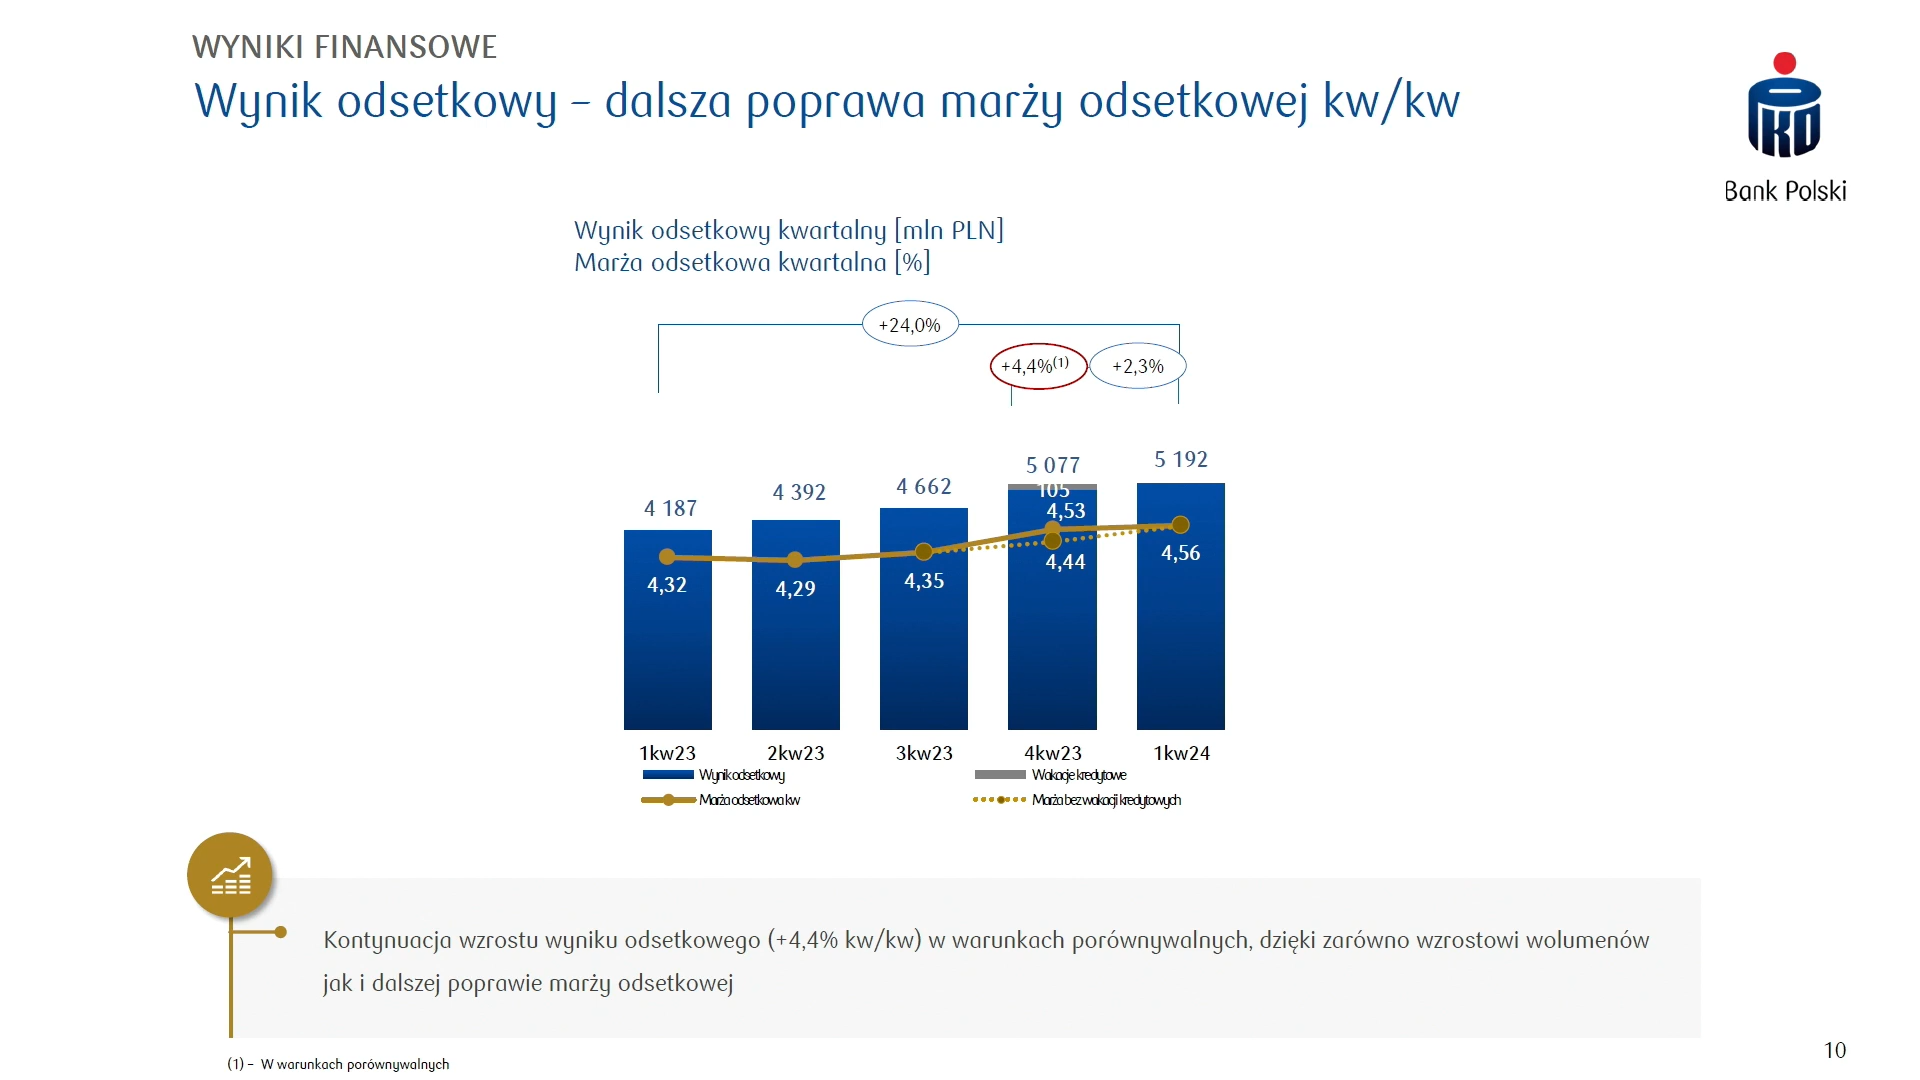 WYNIKI FINANSOWE
Wynik odsetkowy – dalsza poprawa marży odsetkowej kw/kw
PKO
Bank Polski
Wynik odsetkowy kwartalny [mln PLN]
Marża odsetkowa kwartalna [%]
+24,0%
+4,4%(1)
+2,3%
4 187
4 392
4 662
5 077
5 192
105
4,53
4,32
4,29
4,35
4,44
4,56
1kw23
2kw23
3kw23
4kw23
1kw24
Wynik odsetkowy
Wakacje kredytowe
Marża odsetkowa kw
Marża bez wakacji kredytowych
Kontynuacja wzrostu wyniku odsetkowego (+4,4% kw/kw) w warunkach porównywalnych, dzięki zarówno wzrostowi wolumenów
jak i dalszej poprawie marży odsetkowej
(1) – W warunkach porównywalnych
10